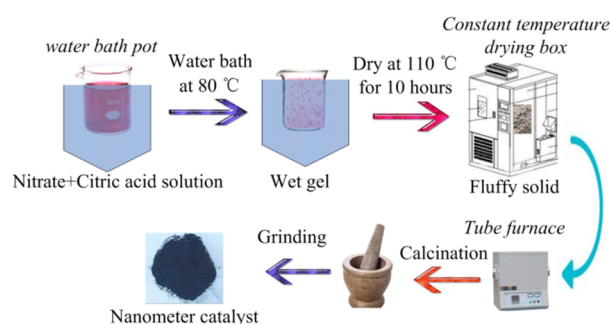 water bath pot
Water bath
at 80 ℃
Dry at 110 ℃
for 10 hours
Constant temperature
drying box
Nitrate+Citric acid solution
Wet gel
Fluffy solid
Tube furnace
Calcination
Grinding
Nanometer catalyst